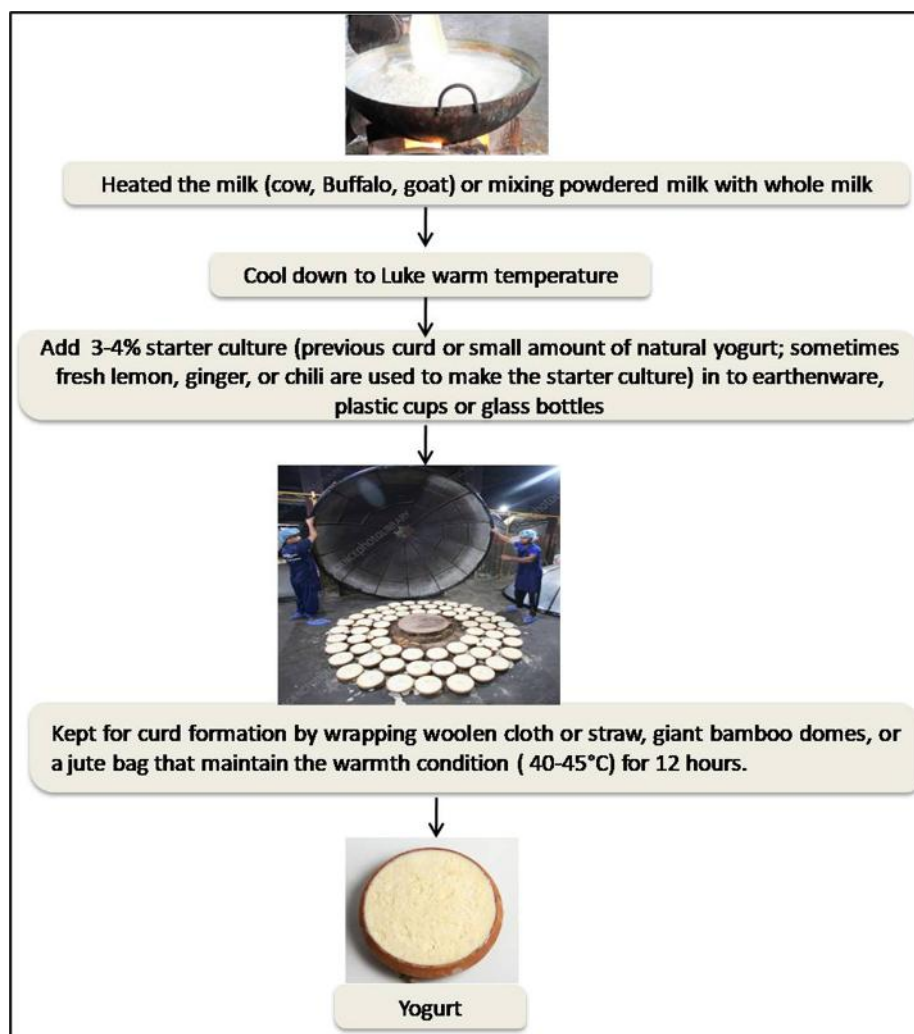 Heated the milk (cow, Buffalo, goat) or mixing powdered milk with whole milk
Cool down to Luke warm temperature
Add 3-4% starter culture (previous curd or small amount of natural yogurt; sometimes
fresh lemon, ginger, or chili are used to make the starter culture) in to earthenware,
plastic cups or glass bottles
Kept for curd formation by wrapping woolen cloth or straw, giant bamboo domes, or
a jute bag that maintain the warmth condition ( 40-45°C) for 12 hours.
Yogurt